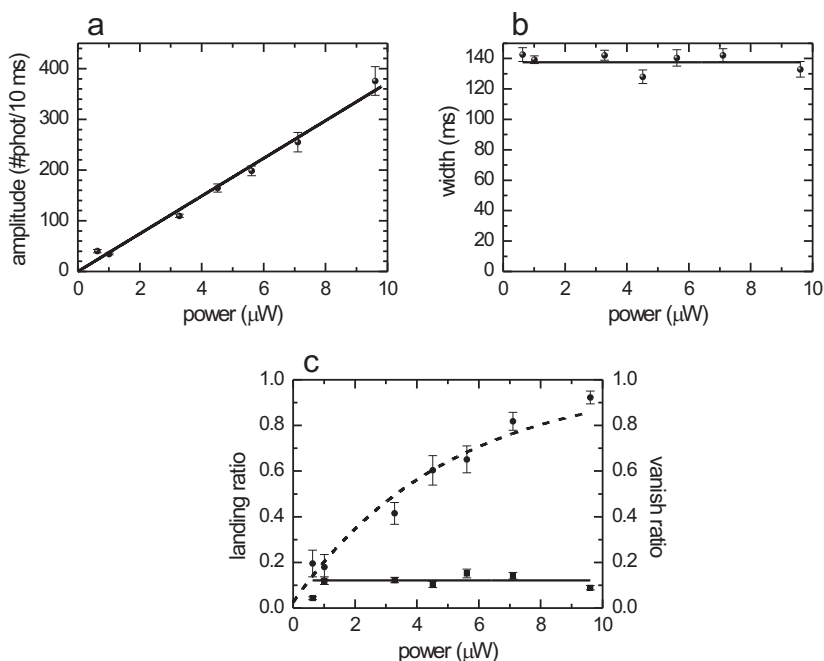 a
400
300
200
100
0
amplitude (#phot/10 ms)
0 2 4 6 8 10
power (μW)
b
140
120
100
80
60
40
20
0
width (ms)
0 2 4 6 8 10
power (μW)
c
1.0 1.0
0.8 0.8
0.6 0.6
0.4 0.4
0.2 0.2
0.0 0.0
landing ratio
vanish ratio
0 2 4 6 8 10
power (μW)